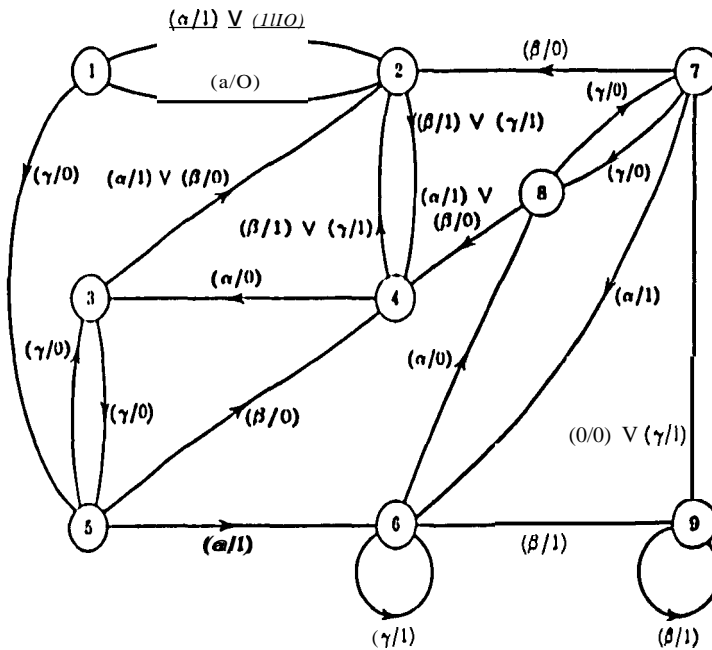 (α/1) V (1IIO)
1
2
(β/0)
7
(a/O)
(γ/0)
(β/1) V (γ/1)
(γ/0)
(α/1) V (β/0)
(γ/0)
8
(α/1) V
(β/0)
(β/1) V (γ/1)
3
(α/0)
4
(α/1)
(γ/0)
(α/0)
(γ/0)
(β/0)
(0/0) V (γ/1)
5
6
9
(α/1)
(β/1)
(γ/1)
(β/1)